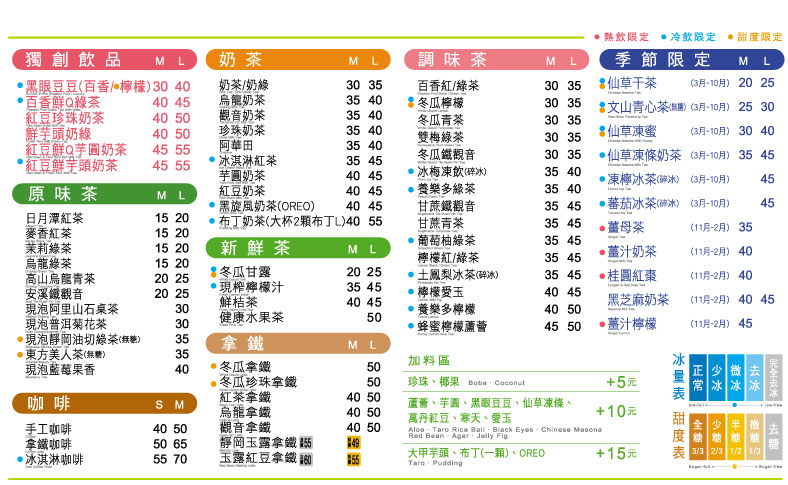 熱飲限定 冷飲限定 甜度限定
獨創飲品 M L
黑眼豆豆(百香/檸檬) 30 40
百香鮮Q綠茶 40 45
紅豆珍珠奶茶 40 50
鮮芋頭奶綠 40 50
紅豆鮮Q芋圓奶茶 45 55
紅豆鮮芋頭奶茶 45 55
原味茶 M L
日月潭紅茶 15 20
麥香紅茶 15 20
茉莉綠茶 15 20
烏龍綠茶 15 20
高山烏龍青茶 20 25
安溪鐵觀音 20 25
現泡阿里山石桌茶 30
現泡普洱菊花茶 30
現泡靜岡油切綠茶(無糖) 35
東方美人茶(無糖) 35
現泡藍莓果香 40
咖啡 S M
手工咖啡 40 50
拿鐵咖啡 50 65
冰淇淋咖啡 55 70
奶茶 M L
奶茶/奶綠 30 35
烏龍奶茶 35 40
觀音奶茶 35 40
珍珠奶茶 35 40
阿華田 35 40
冰淇淋紅茶 35 45
芋圓奶茶 40 45
紅豆奶茶 40 45
黑旋風奶茶(OREO) 40 45
布丁奶茶(大杯2顆布丁L) 40 55
新鮮茶 M L
冬瓜甘露 20 25
現榨檸檬汁 35 45
鮮桔茶 40 45
健康水果茶 50
拿鐵 M L
冬瓜拿鐵 50
冬瓜珍珠拿鐵 50
紅茶拿鐵 40 50
烏龍拿鐵 40 50
觀音拿鐵 40 50
靜岡玉露拿鐵 55 49
玉露紅豆拿鐵 60 55
調味茶 M L
百香紅/綠茶 30 35
冬瓜檸檬 30 35
冬瓜青茶 30 35
雙梅綠茶 30 35
冬瓜鐵觀音 30 35
冰梅凍飲(碎冰) 35 40
養樂多綠茶 35 40
甘蔗鐵觀音 35 45
甘蔗青茶 35 45
葡萄柚綠茶 35 45
檸檬紅/綠茶 35 45
土鳳梨冰茶(碎冰) 35 45
檸檬愛玉 40 45
養樂多檸檬 40 50
蜂蜜檸檬蘆薈 45 50
加料區
珍珠、椰果 Boba · Coconut +5元
蘆薈、芋圓、黑眼豆豆、仙草凍條、
萬丹紅豆、寒天、愛玉 +10元
Aloe · Taro Rice Ball · Black Eyes · Chinese Mesona
Red Bean · Agar · Jelly Fig
大甲芋頭、布丁(一顆)、OREO +15元
Taro · Pudding
季節限定 M L
仙草干茶 (3月~10月) 20 25
文山青心茶(無糖) (3月~10月) 25 30
仙草凍蜜 (3月~10月) 30 40
仙草凍條奶茶 (3月~10月) 35 45
凍檸冰茶(碎冰) (3月~10月) 45
蕃茄冰茶(碎冰) (3月~10月) 45
薑母茶 (11月-2月) 35
薑汁奶茶 (11月-2月) 40
桂圓紅棗 (11月-2月) 40
黑芝麻奶茶 (11月-2月) 40 45
薑汁檸檬 (11月-2月) 45
冰量表 正常 少冰 微冰 去冰 完全去冰
Ice-full Ice-free
甜度表 全糖 3/3 少糖 2/3 半糖 1/2 微糖 1/3 去糖
Sugar-full Sugar-free